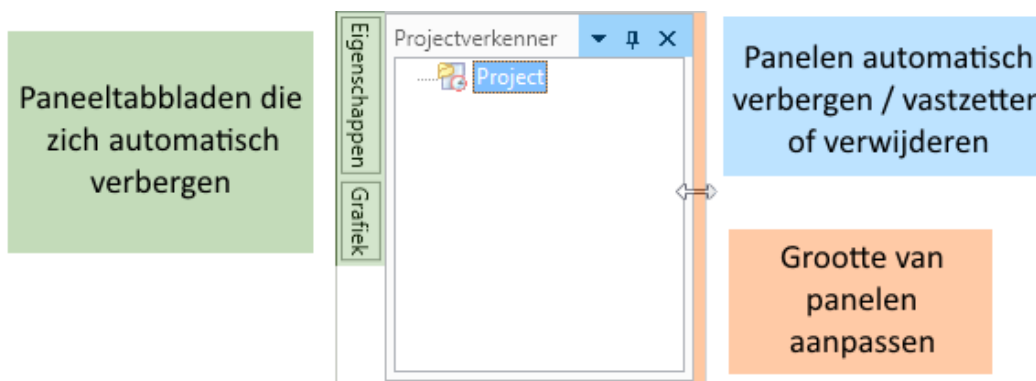 Paneeltabbladen die
zich automatisch
verbergen
Eigenschappen
Grafiek
Projectverkenner
Project
Panelen automatisch
verbergen / vastzetten
of verwijderen
Grootte van
panelen
aanpassen